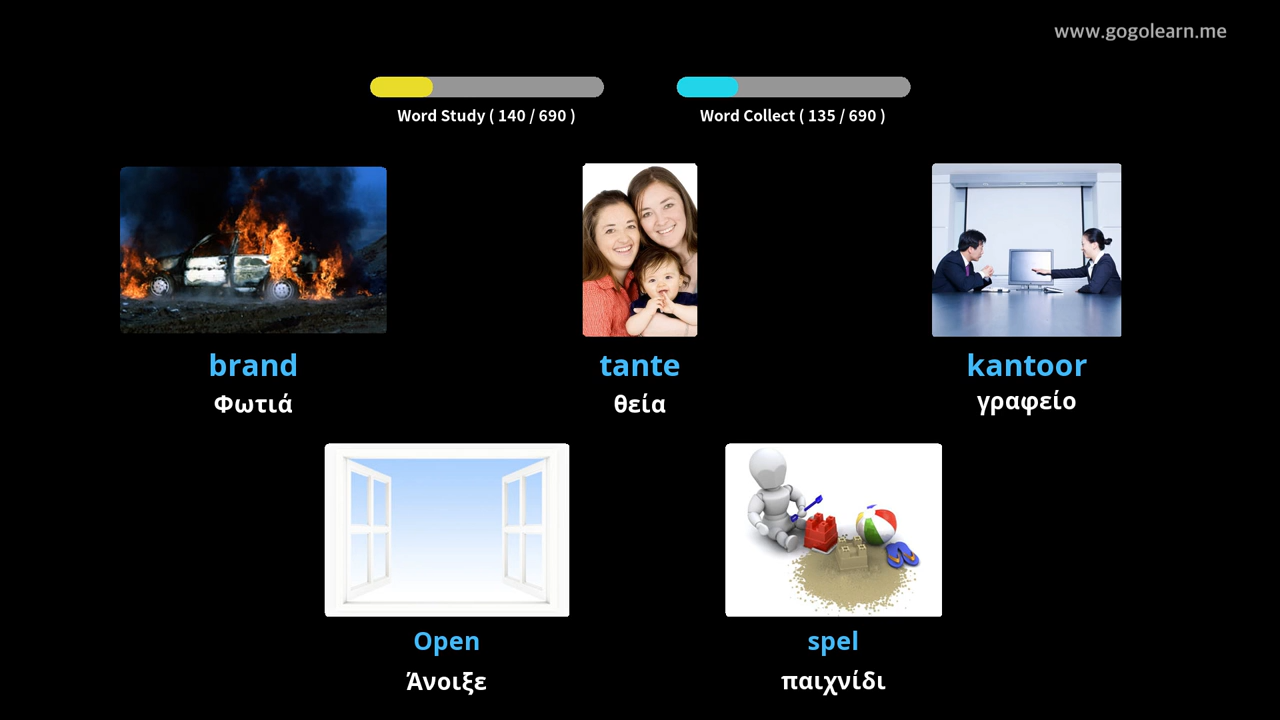 www.gogolearn.me
Word Study ( 140 / 690 )
Word Collect ( 135 / 690 )
brand
tante
kantoor
Φωτιά
θεία
γραφείο
Open
spel
Άνοιξε
παιχνίδι